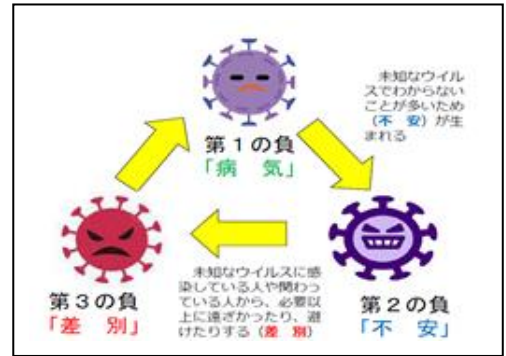 未知なウイル
スでわからない
ことが多いため
（不　安）が生
まれる
第１の負
「病　気」
未知なウイルスに感
染している人や関わっ
ている人から、必要以
上に遠ざかったり、避
けたりする（差　別）
第３の負
「差　別」
第２の負
「不　安」